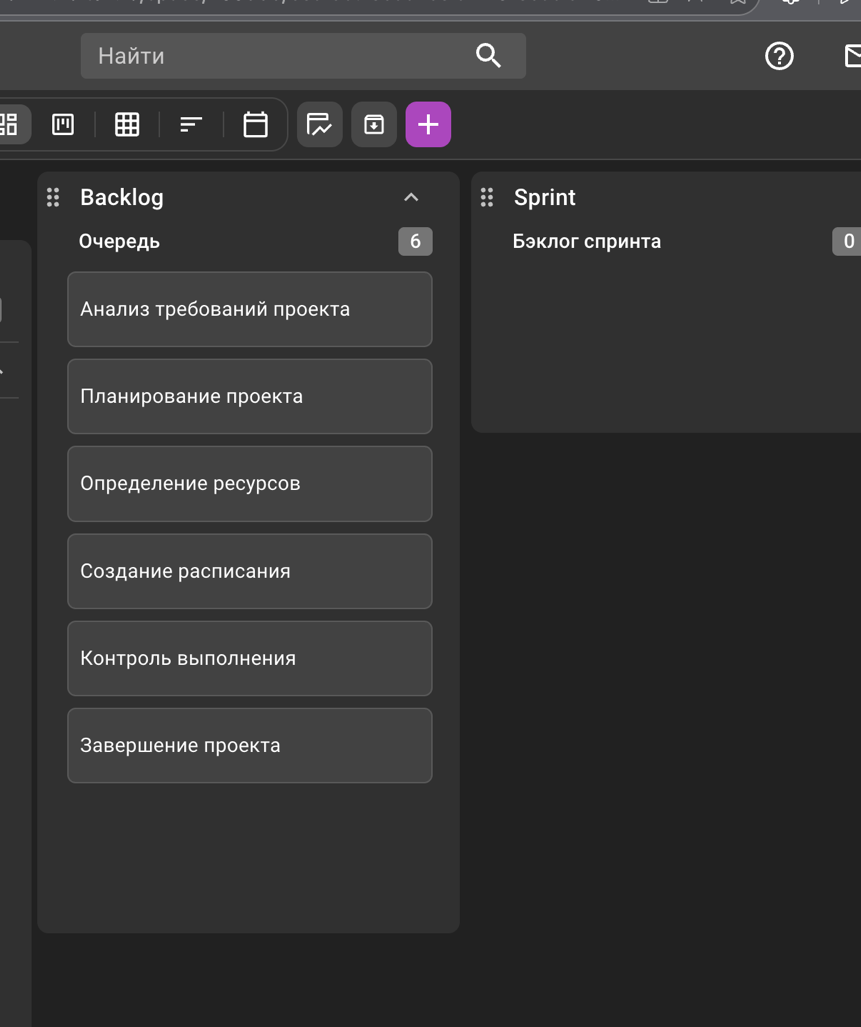 Найти
Backlog
Очередь 6
Анализ требований проекта
Планирование проекта
Определение ресурсов
Создание расписания
Контроль выполнения
Завершение проекта
Sprint
Бэклог спринта 0